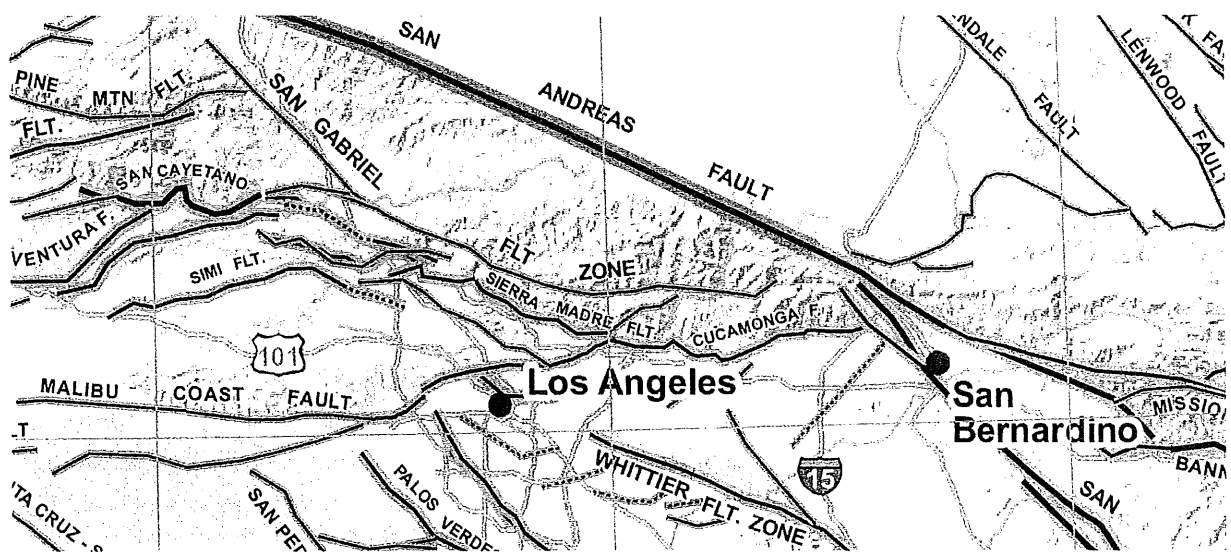 SAN
ANDREAS
FAULT
NDALE
FAULT
LENWOOD
FAULT
PINE
MTN FLT.
FLT.
SAN
GABRIEL
FLT
ZONE
SAN CAYETANO
VENTURA F.
SIMI FLT.
SIERRA MADRE FLT.
CUCAMONGA F.
101
Los Angeles
MALIBU COAST FAULT
San
Bernardino
MISSIO
BANN
LT
WHITTIER FLT. ZONE
15
SAN
PALOS VERDE
SAN PED
TA CRUZ - S